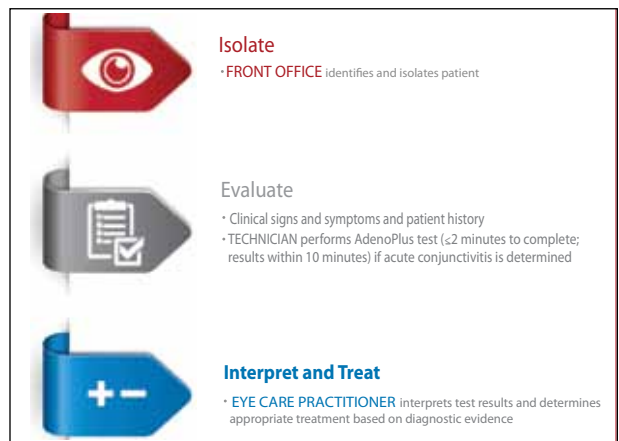 Isolate
· FRONT OFFICE identifies and isolates patient
Evaluate
· Clinical signs and symptoms and patient history
· TECHNICIAN performs AdenoPlus test (≤2 minutes to complete;
results within 10 minutes) if acute conjunctivitis is determined
+ −
Interpret and Treat
· EYE CARE PRACTITIONER interprets test results and determines
appropriate treatment based on diagnostic evidence